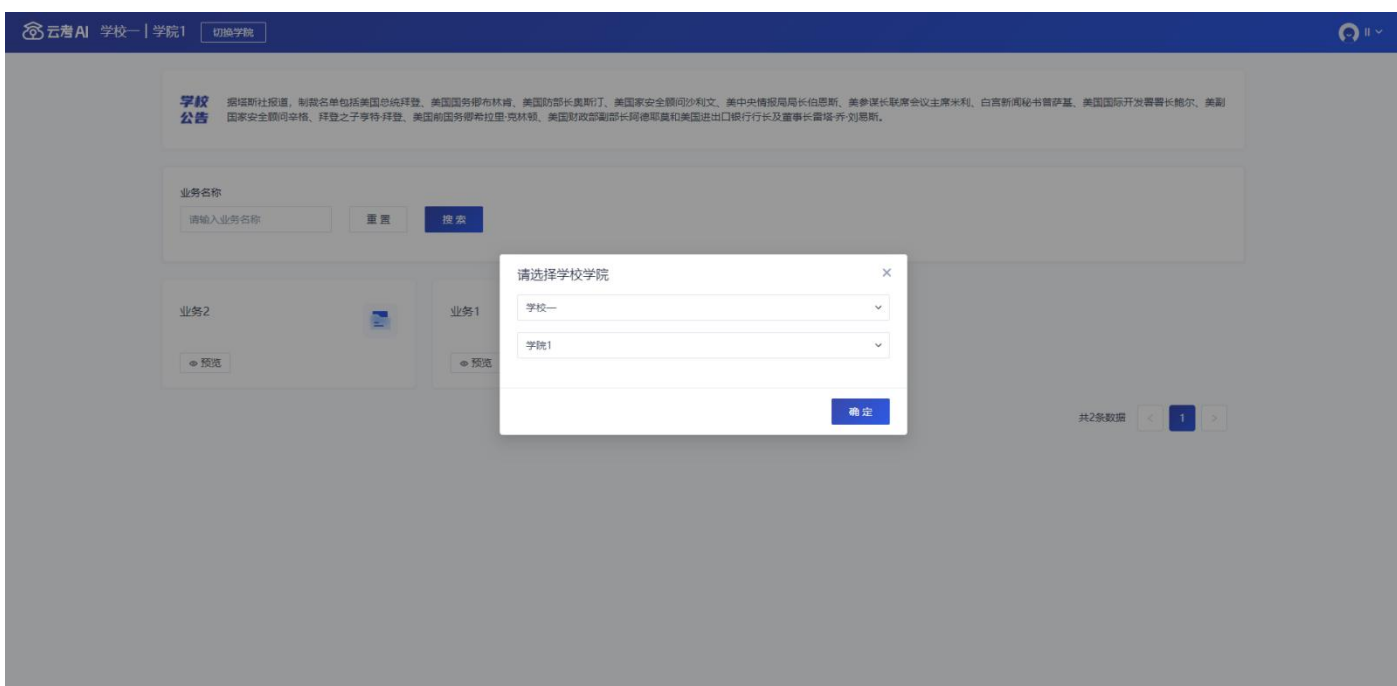 云考AI 学校一 | 学院1 切换学院 II
学校 据塔斯社报道，制裁名单包括美国总统拜登、美国国务卿布林肯、美国防部长奥斯汀、美国家安全顾问沙利文、美中央情报局局长伯恩斯、美参谋长联席会议主席米利、白宫新闻秘书普萨基、美国国际开发署署长鲍尔、美副
公告 国家安全顾问辛格、拜登之子亨特·拜登、美国前国务卿希拉里·克林顿、美国财政部副部长阿德耶莫和美国进出口银行行长及董事长雷塔·乔·刘易斯。
业务名称
请输入业务名称 重置 搜索
请选择学校学院
学校一
业务2 业务1
学院1
预览 预览
确定
共2条数据 < 1 >